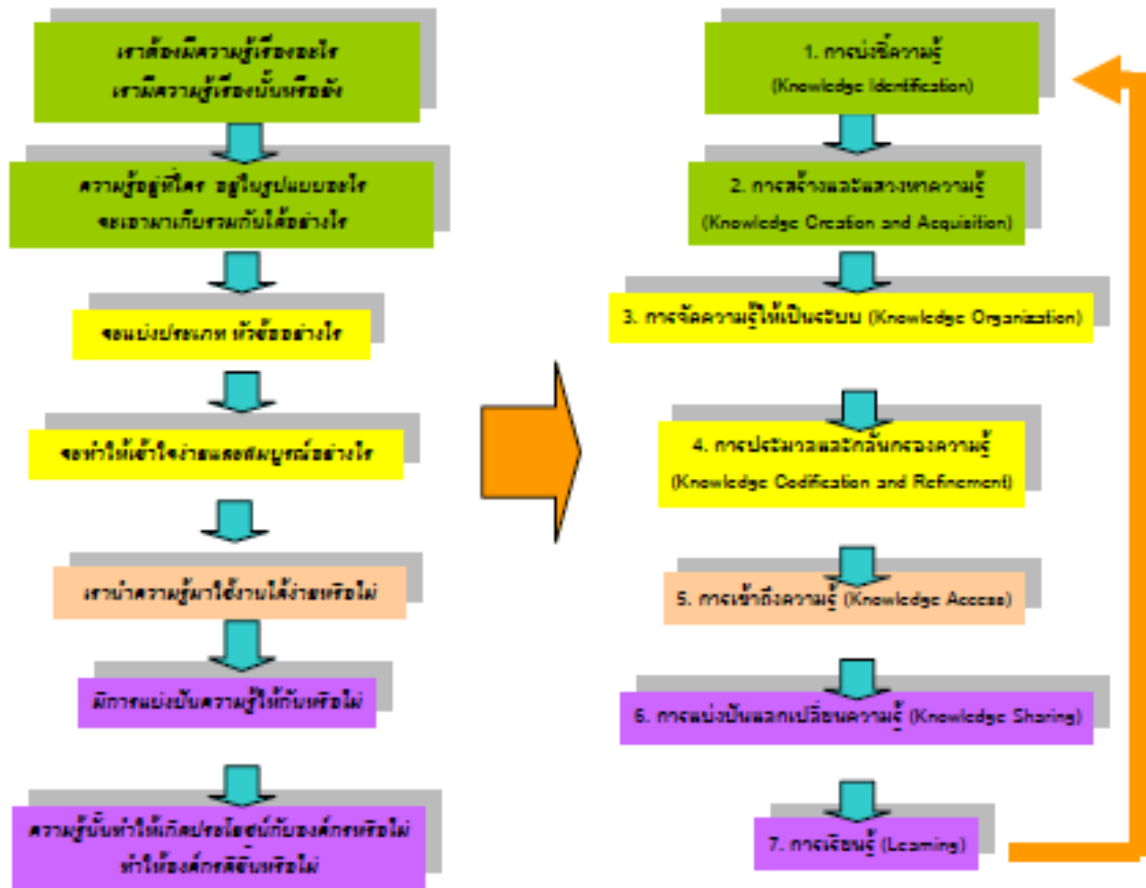 เราต้องมีความรู้เรื่องอะไร
เรามีความรู้เรื่องนั้นหรือยัง
ความรู้อยู่ที่ใคร อยู่ในรูปแบบอะไร
จะเอามาเก็บรวมกันได้อย่างไร
จะแบ่งประเภท หัวข้ออย่างไร
จะทำให้เข้าใจง่ายและสมบูรณ์อย่างไร
เรานำความรู้มาใช้งานได้ง่ายหรือไม่
มีการแบ่งปันความรู้ให้กันหรือไม่
ความรู้นั้นทำให้เกิดประโยชน์กับองค์กรหรือไม่
ทำให้องค์กรดีขึ้นหรือไม่
1. การบ่งชี้ความรู้
(Knowledge Identification)
2. การสร้างและแสวงหาความรู้
(Knowledge Creation and Acquisition)
3. การจัดความรู้ให้เป็นระบบ (Knowledge Organization)
4. การประมวลและกลั่นกรองความรู้
(Knowledge Codification and Refinement)
5. การเข้าถึงความรู้ (Knowledge Access)
6. การแบ่งปันแลกเปลี่ยนความรู้ (Knowledge Sharing)
7. การเรียนรู้ (Learning)